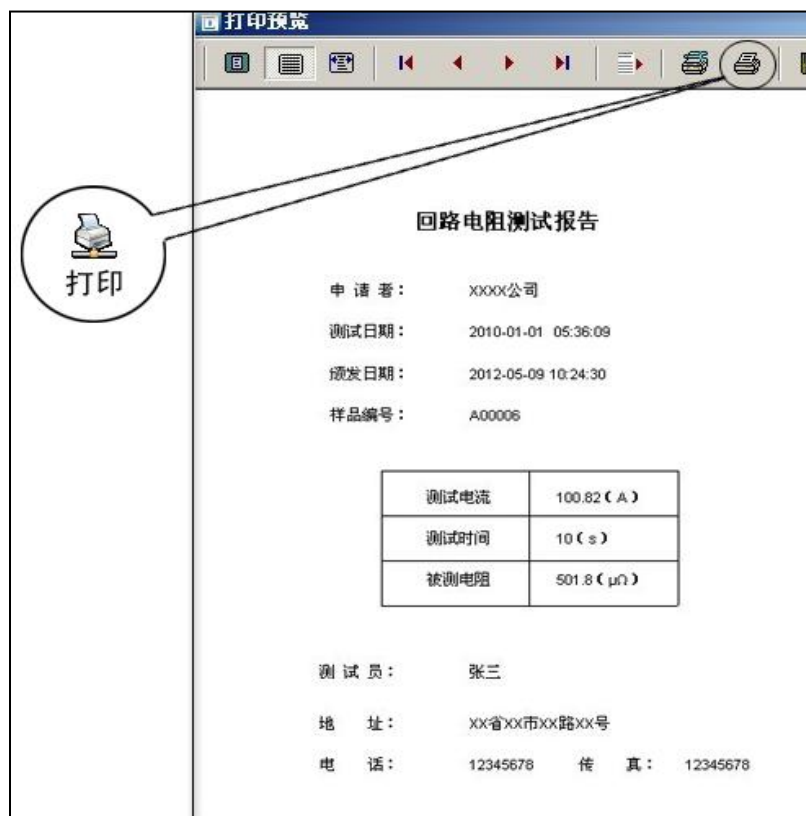 打印预览
打印
回路电阻测试报告
申 请 者： XXXX公司
测试日期： 2010-01-01 05:36:09
颁发日期： 2012-05-09 10:24:30
样品编号： A00006
测试电流 100.82（A）
测试时间 10（s）
被测电阻 501.8（μΩ）
测 试 员： 张三
地 址： XX省XX市XX路XX号
电 话： 12345678 传 真： 12345678